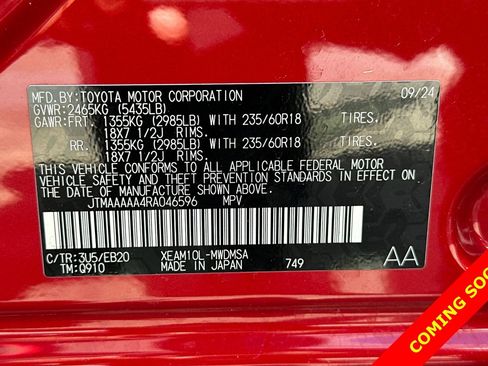 MFD.BY:TOYOTA MOTOR CORPORATION 09/24
GVWR:2465KG (5435LB)
GAWR:FRT 1355KG (2985LB) WITH 235/60R18 TIRES.
18X7 1/2J RIMS.
RR. 1355KG (2985LB) WITH 235/60R18 TIRES.
18X7 1/2J RIMS.
THIS VEHICLE CONFORMS TO ALL APPLICABLE FEDERAL MOTOR
VEHICLE SAFETY AND THEFT PREVENTION STANDARDS IN EFFECT
ON THE DATE OF MANUFACTURE SHOWN ABOVE.
JTMAAAAA4RA046596 MPV
C/TR:3U5/EB20 XEAM10L-MWDMSA
TM:Q910 MADE IN JAPAN 749
AA
COMING SOON